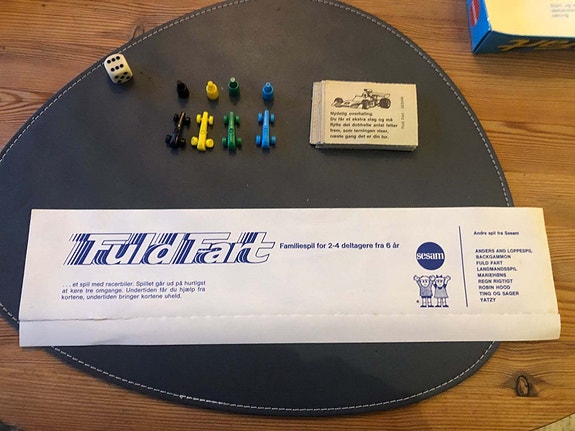 Nydelig overhaling.
Du får et ekstra slag og må
flytte det dobbelte antal felter
frem, som terningen viser,
næste gang det er din tur.
Fuld Fart
Familiespil for 2-4 deltagere fra 6 år
... et spil med racerbiler. Spillet går ud på hurtigst
at køre tre omgange. Undertiden får du hjælp fra
kortene, undertiden bringer kortene uheld.
sesam
Andre spil fra Sesam
ANDERS AND LOPPESPIL
BACKGAMMON
FULD FART
LANDMANDSSPIL
MARIEHØNS
REGN RIGTIGT
ROBIN HOOD
TING OG SAGER
YATZY